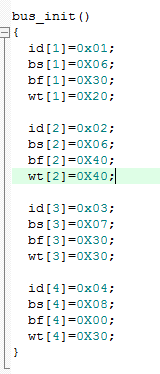 bus_init()
{
id[1]=0x01;
bs[1]=0X06;
bf[1]=0X30;
wt[1]=0X20;
id[2]=0x02;
bs[2]=0X06;
bf[2]=0X40;
wt[2]=0X40;
id[3]=0x03;
bs[3]=0X07;
bf[3]=0X30;
wt[3]=0X30;
id[4]=0x04;
bs[4]=0X08;
bf[4]=0X00;
wt[4]=0X30;
}